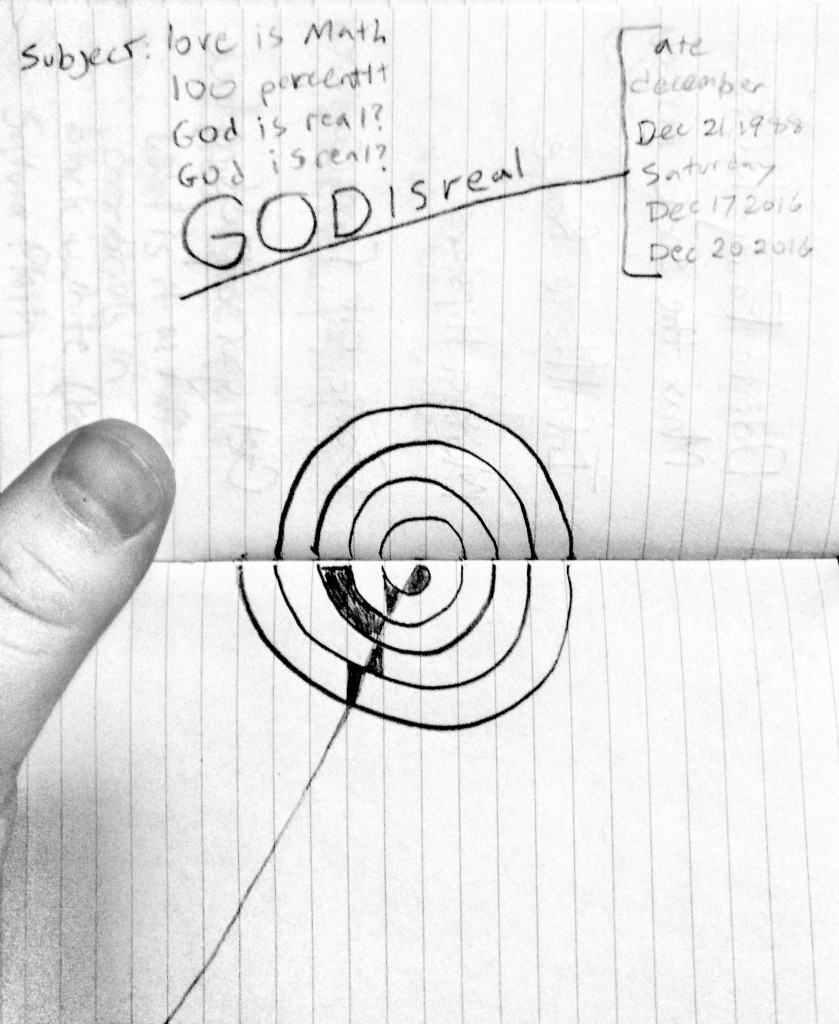 Subject: love is Math
100 percent!t
God is real?
God is real?
GOD is real
ate
december
Dec 21 1988
Saturday
Dec 17 2016
Dec 20 2016